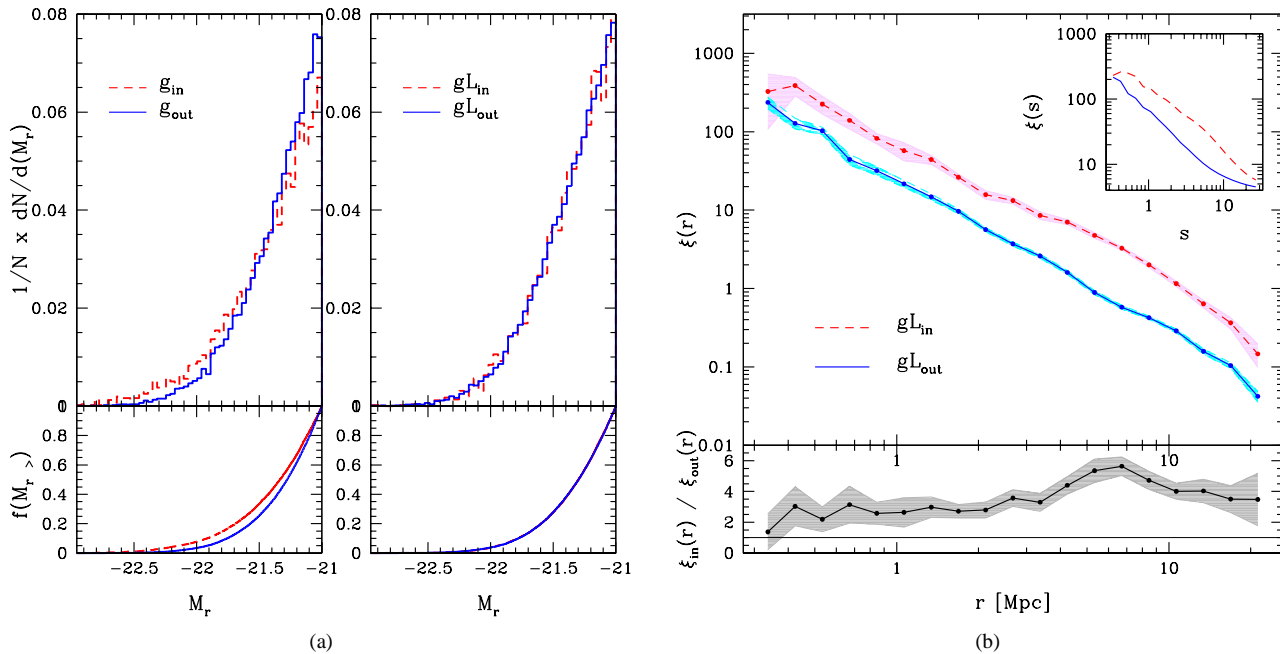 1/N x dN/d(M_r)
0.08
0.06
0.04
0.02
0
g_in
g_out
0.08
0.06
0.04
0.02
0
gL_in
gL_out
f(M_r >)
0.8
0.6
0.4
0.2
0
-22.5 -22 -21.5 -21
M_r
0.8
0.6
0.4
0.2
0
-22.5 -22 -21.5 -21
M_r
(a)
ξ(r)
1000
100
10
1
0.1
0.01
gL_in
gL_out
1 10
ξ(s)
1000
100
10
1 10
s
ξ_in(r) / ξ_out(r)
6
4
2
0
1 10
r [Mpc]
(b)